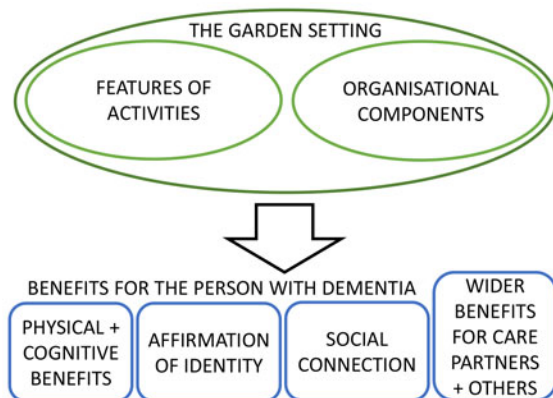 THE GARDEN SETTING
FEATURES OF
ACTIVITIES
ORGANISATIONAL
COMPONENTS
BENEFITS FOR THE PERSON WITH DEMENTIA
PHYSICAL +
COGNITIVE
BENEFITS
AFFIRMATION
OF IDENTITY
SOCIAL
CONNECTION
WIDER
BENEFITS
FOR CARE
PARTNERS
+ OTHERS